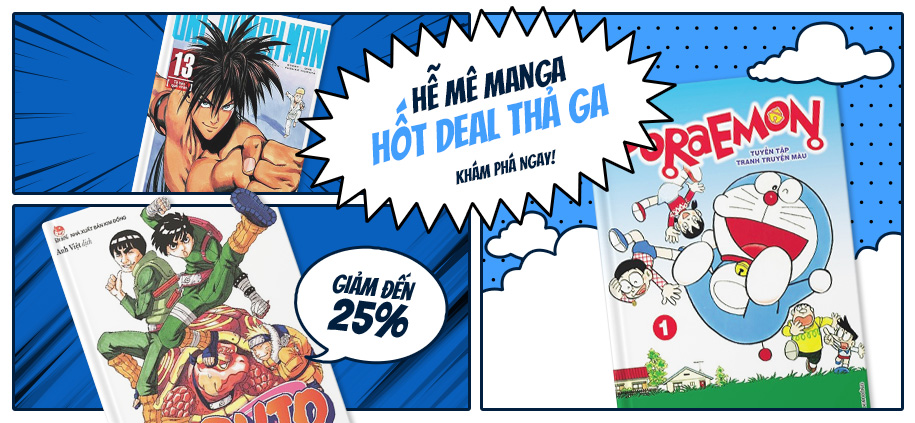 13
HỄ MÊ MANGA
HỐT DEAL THẢ GA
KHÁM PHÁ NGAY!
DORAEMON
TUYỂN TẬP
TRANH TRUYỆN MÀU
1
NHÀ XUẤT BẢN KIM ĐỒNG
Anh Việt dịch
GIẢM ĐẾN
25%